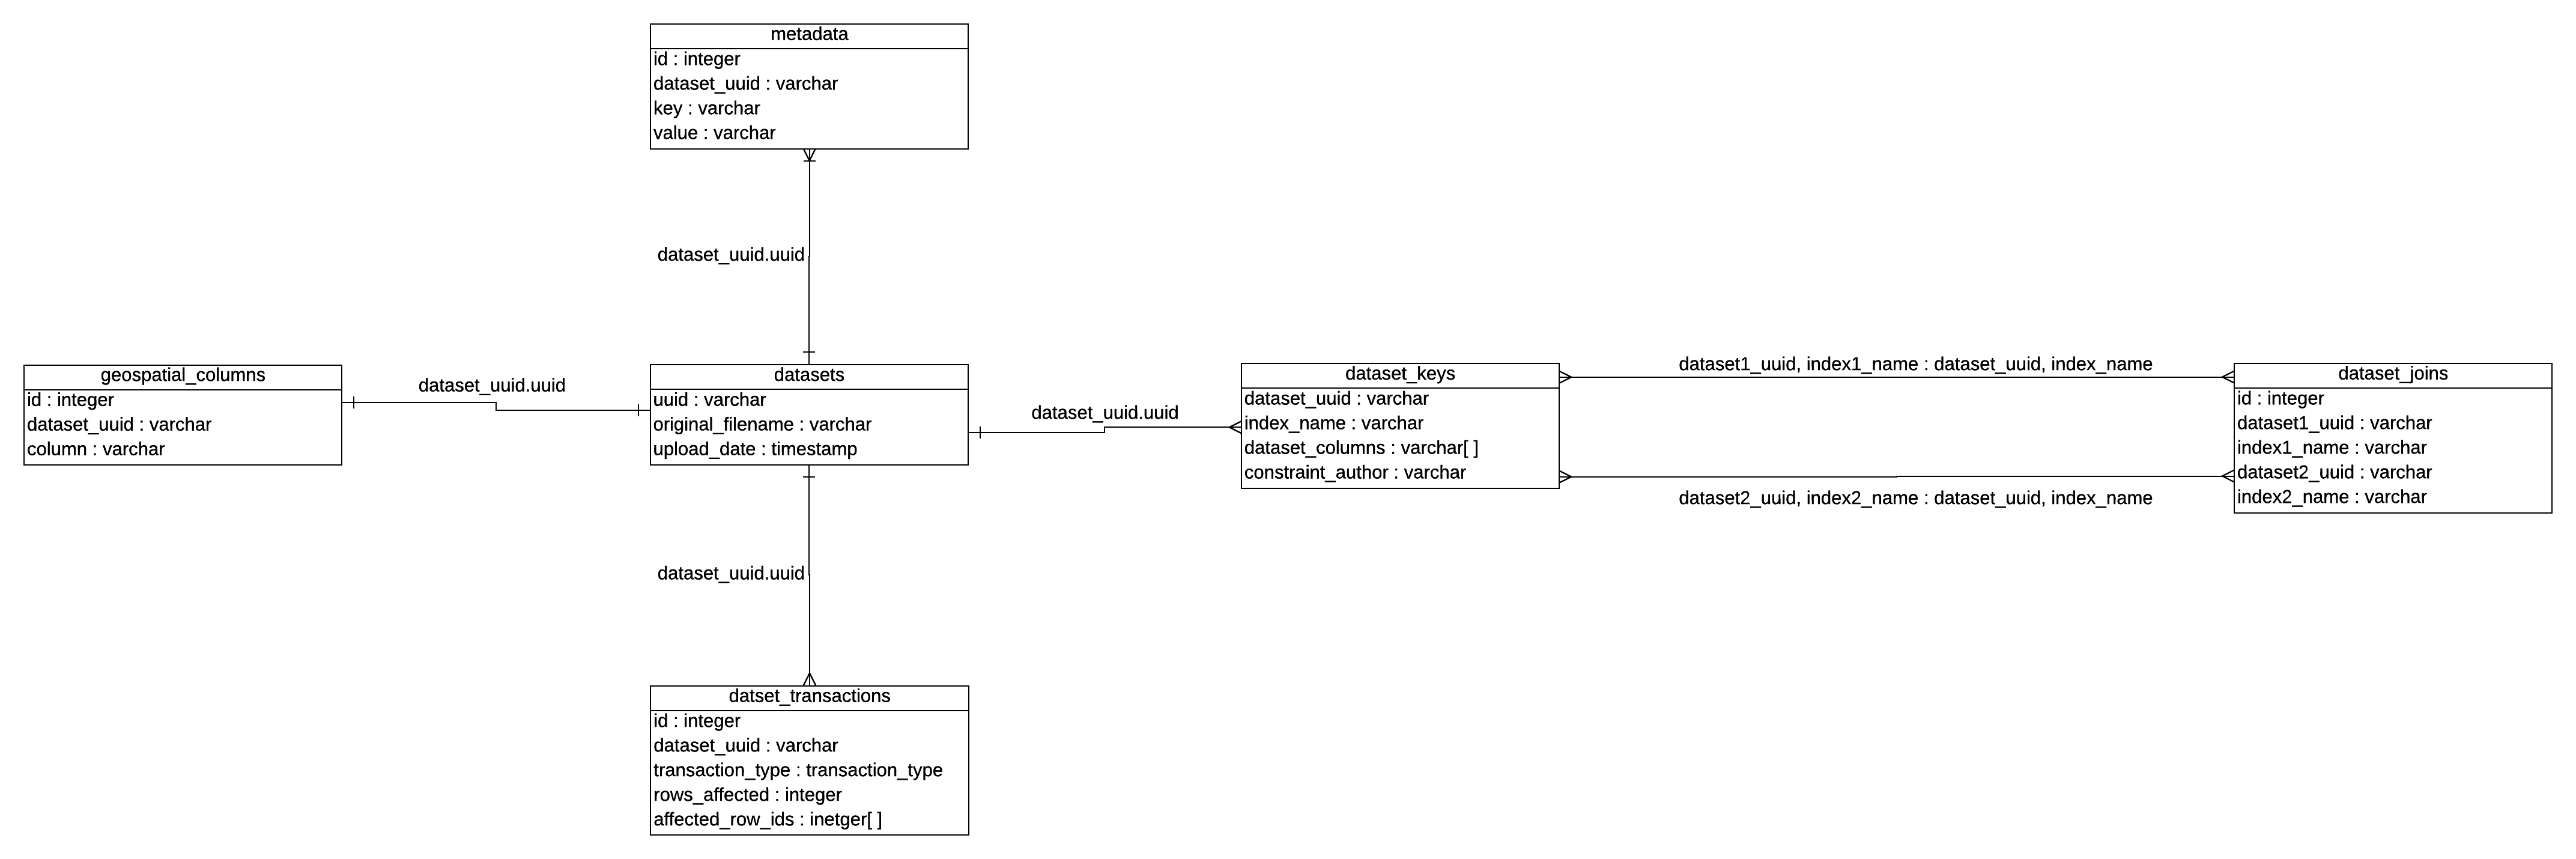 metadata
id : integer
dataset_uuid : varchar
key : varchar
value : varchar
dataset_uuid.uuid
geospatial_columns
id : integer
dataset_uuid : varchar
column : varchar
dataset_uuid.uuid
datasets
uuid : varchar
original_filename : varchar
upload_date : timestamp
dataset_uuid.uuid
dataset_keys
dataset_uuid : varchar
index_name : varchar
dataset_columns : varchar[ ]
constraint_author : varchar
dataset1_uuid, index1_name : dataset_uuid, index_name
dataset2_uuid, index2_name : dataset_uuid, index_name
dataset_joins
id : integer
dataset1_uuid : varchar
index1_name : varchar
dataset2_uuid : varchar
index2_name : varchar
dataset_uuid.uuid
datset_transactions
id : integer
dataset_uuid : varchar
transaction_type : transaction_type
rows_affected : integer
affected_row_ids : inetger[ ]